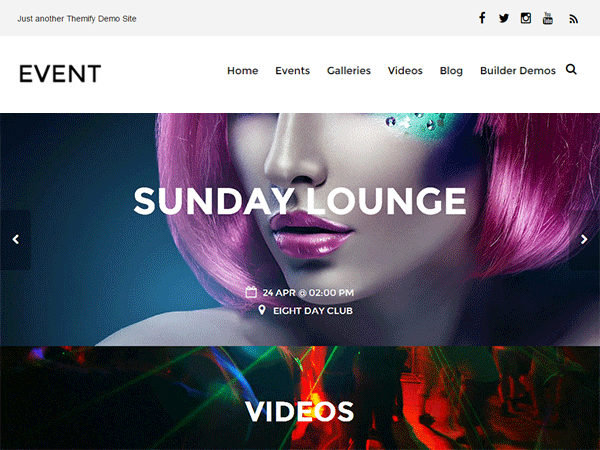 Just another Themify Demo Site
EVENT
Home Events Galleries Videos Blog Builder Demos
SUNDAY LOUNGE
24 APR @ 02:00 PM
EIGHT DAY CLUB
VIDEOS